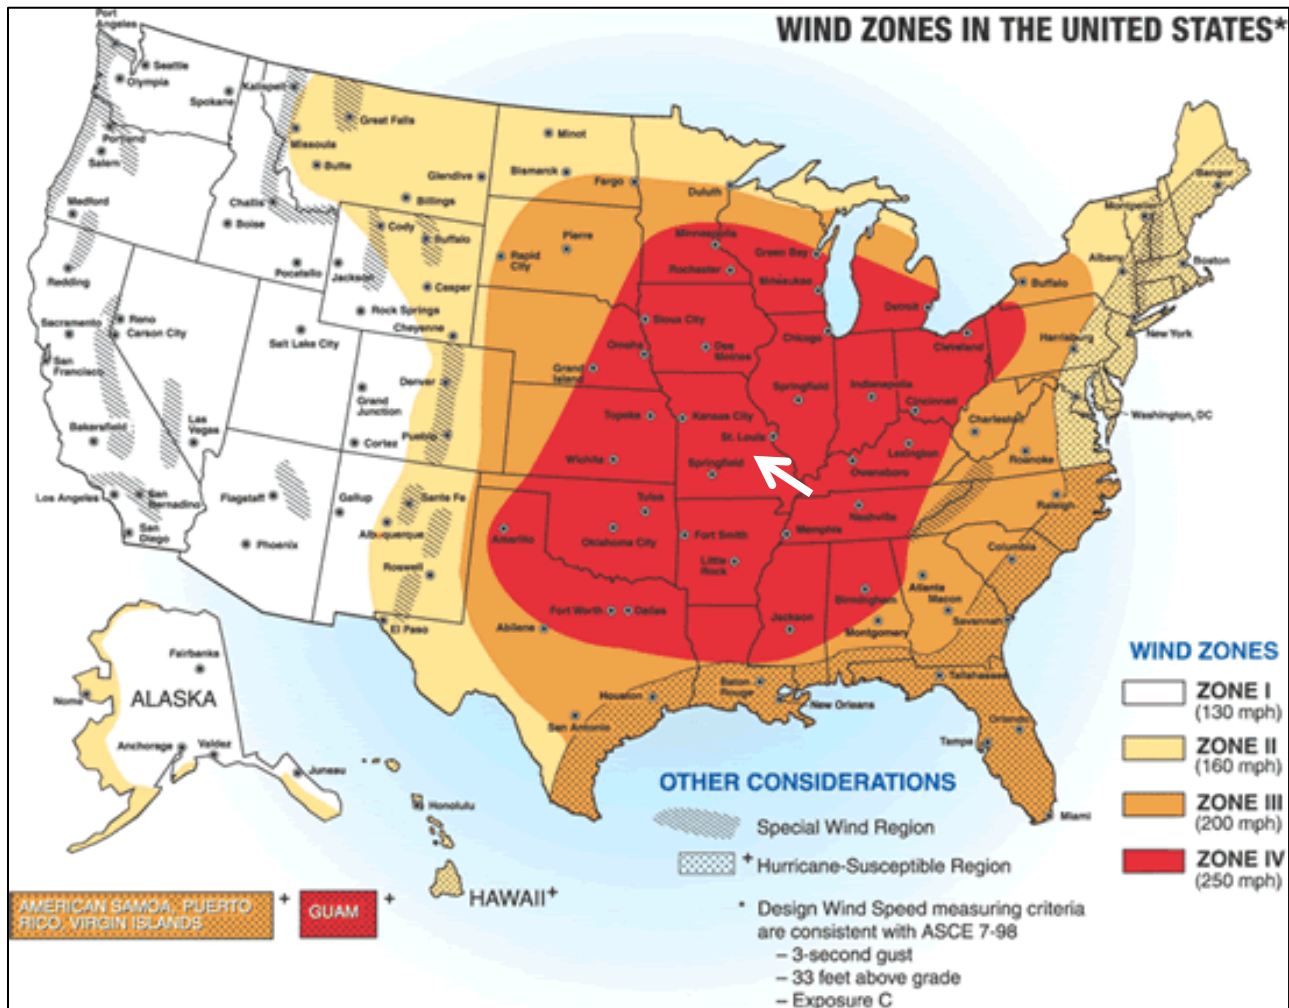 WIND ZONES IN THE UNITED STATES*
Port
Angeles
Seattle
Olympia
Spokane
Kalispell
Portland
Salem
Medford
Redding
Sacramento
San
Francisco
Reno
Carson City
Bakersfield
Las
Vegas
Los Angeles
San
Bernadino
San
Diego
Challis
Boise
Pocatello
Salt Lake City
Flagstaff
Phoenix
Great Falls
Missoula
Butte
Glendive
Billings
Cody
Buffalo
Jackson
Casper
Rock Springs
Cheyenne
Denver
Grand
Junction
Cortez
Pueblo
Gallup
Sante Fe
Albuquerque
Roswell
El Paso
Minot
Bismarck
Fargo
Duluth
Rapid
City
Pierre
Minneapolis
Rochester
Green Bay
Milwaukee
Sioux City
Des
Moines
Omaha
Grand
Island
Chicago
Detroit
Cleveland
Springfield
Indianapolis
Cincinnati
Topeka
Kansas City
St. Louis
Wichita
Springfield
Lexington
Owensboro
Tulsa
Amarillo
Oklahoma City
Fort Smith
Little
Rock
Memphis
Nashville
Fort Worth
Dallas
Abilene
Jackson
Birmingham
Montgomery
Houston
San Antonio
Baton
Rouge
New Orleans
Atlanta
Macon
Savannah
Columbia
Raleigh
Roanoke
Charleston
Tallahassee
Orlando
Tampa
Miami
Bangor
Montpelier
Albany
Boston
Buffalo
New York
Harrisburg
Washington, DC
Fairbanks
ALASKA
Nome
Anchorage
Valdez
Juneau
Honolulu
HAWAII+
AMERICAN SAMOA, PUERTO
RICO, VIRGIN ISLANDS
+
GUAM
+
WIND ZONES
ZONE I
(130 mph)
ZONE II
(160 mph)
ZONE III
(200 mph)
ZONE IV
(250 mph)
OTHER CONSIDERATIONS
Special Wind Region
+ Hurricane-Susceptible Region
* Design Wind Speed measuring criteria
are consistent with ASCE 7-98
– 3-second gust
– 33 feet above grade
– Exposure C